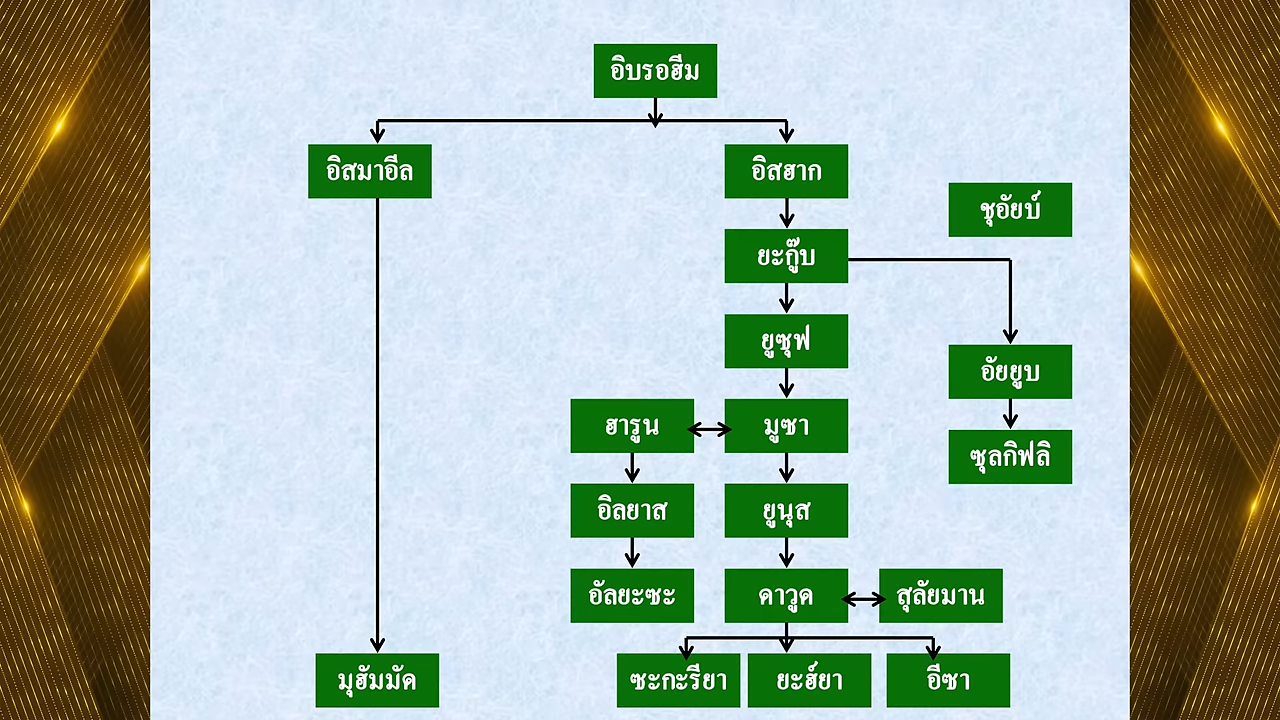 อิบรอฮีม
อิสมาอีล
อิสฮาก
ชุอัยบ์
ยะกู๊บ
ยูซุฟ
อัยยูบ
ฮารูน
มูซา
ซุลกิฟลิ
อิลยาส
ยูนุส
อัลยะซะ
ดาวูด
สุลัยมาน
มุฮัมมัด
ซะกะรียา
ยะฮ์ยา
อีซา